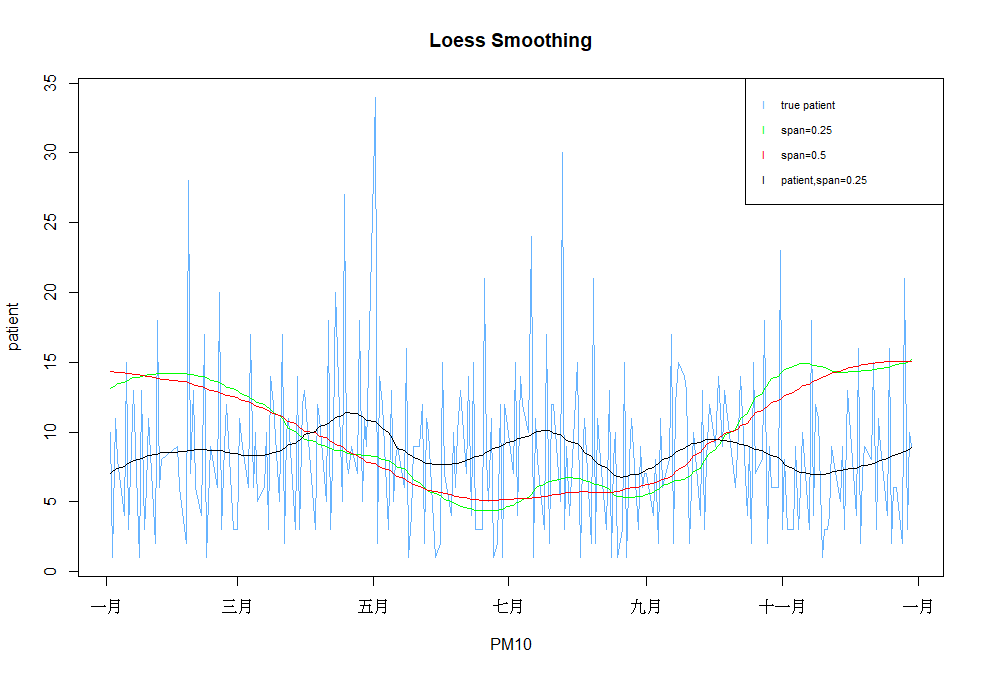 Loess Smoothing
true patient
span=0.25
span=0.5
patient,span=0.25
35
30
25
20
15
10
5
0
patient
一月 三月 五月 七月 九月 十一月 一月
PM10